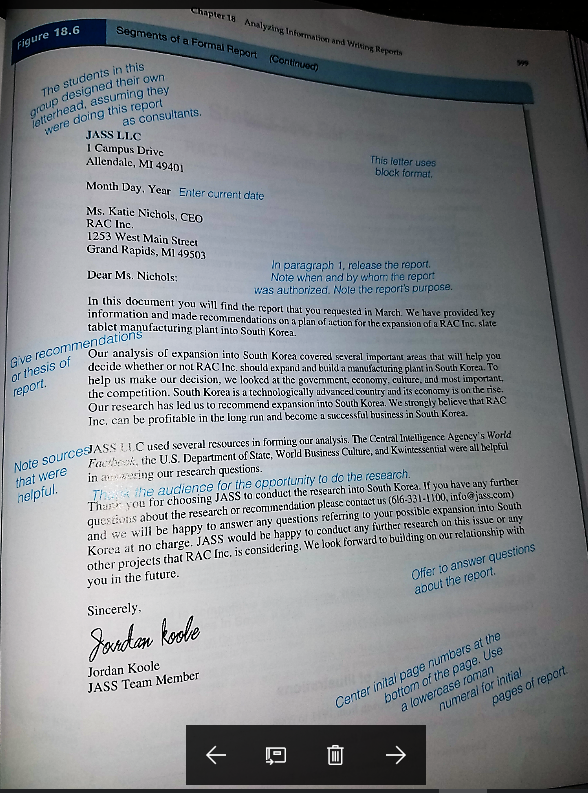 Chapter 18 Analyzing Information and Writing Reports
Figure 18.6
Segments of a Formal Report (Continued)
The students in this
group designed their own
letterhead, assuming they
were doing this report
as consultants.
JASS LLC
1 Campus Drive
Allendale, MI 49401
This letter uses
block format.
Month Day, Year Enter current date
Ms. Katie Nichols, CEO
RAC Inc.
1253 West Main Street
Grand Rapids, MI 49503
Dear Ms. Nichols:
In paragraph 1, release the report.
Note when and by whom the report
was authorized. Note the report's purpose.
In this document you will find the report that you requested in March. We have provided key
information and made recommendations on a plan of action for the expansion of a RAC Inc. slate
tablet manufacturing plant into South Korea.
Give recommendations
or thesis of
report.
Our analysis of expansion into South Korea covered several important areas that will help you
decide whether or not RAC Inc. should expand and build a manufacturing plant in South Korea. To
help us make our decision, we looked at the government, economy, culture, and most important,
the competition. South Korea is a technologically advanced country and its economy is on the rise.
Our research has led us to recommend expansion into South Korea. We strongly believe that RAC
Inc. can be profitable in the long run and become a successful business in South Korea.
Note sources
that were
helpful.
JASS LLC used several resources in forming our analysis. The Central Intelligence Agency's World
Factbook, the U.S. Department of State, World Business Culture, and Kwintessential were all helpful
in answering our research questions.
Thank the audience for the opportunity to do the research.
Thank you for choosing JASS to conduct the research into South Korea. If you have any further
questions about the research or recommendation please contact us (616-331-1100, info@jass.com)
and we will be happy to answer any questions referring to your possible expansion into South
Korea at no charge. JASS would be happy to conduct any further research on this issue or any
other projects that RAC Inc. is considering. We look forward to building on our relationship with
you in the future.
Offer to answer questions
about the report.
Sincerely,
Jordan Koole
Jordan Koole
JASS Team Member
Center inital page numbers at the
bottom of the page. Use
a lowercase roman
numeral for initial
pages of report.